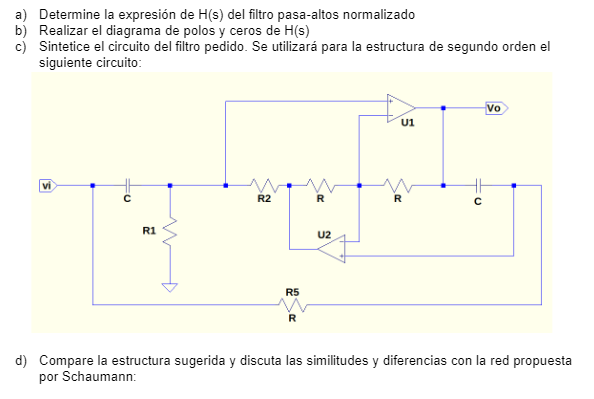 a) Determine la expresión de H(s) del filtro pasa-altos normalizado
b) Realizar el diagrama de polos y ceros de H(s)
c) Sintetice el circuito del filtro pedido. Se utilizará para la estructura de segundo orden el
siguiente circuito:
U1
Vo
vi
C
R2
R
R
C
R1
U2
R5
R
d) Compare la estructura sugerida y discuta las similitudes y diferencias con la red propuesta
por Schaumann: